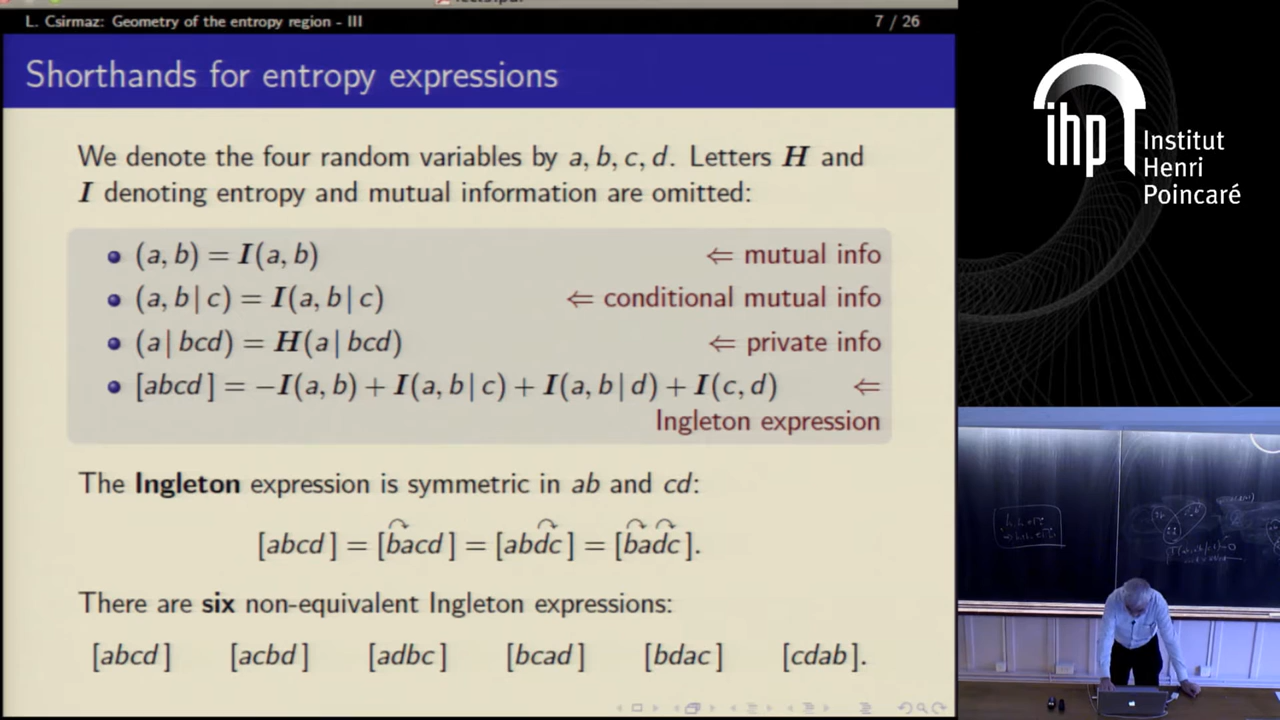 L. Csirmaz: Geometry of the entropy region - III 7 / 26
Shorthands for entropy expressions
We denote the four random variables by a, b, c, d. Letters H and
I denoting entropy and mutual information are omitted:
• (a, b) = I(a, b) ⇐ mutual info
• (a, b | c) = I(a, b | c) ⇐ conditional mutual info
• (a | bcd) = H(a | bcd) ⇐ private info
• [abcd] = −I(a, b) + I(a, b | c) + I(a, b | d) + I(c, d) ⇐
Ingleton expression
The Ingleton expression is symmetric in ab and cd:
[abcd] = [bacd] = [abdc] = [badc].
There are six non-equivalent Ingleton expressions:
[abcd] [acbd] [adbc] [bcad] [bdac] [cdab].
ihp
Institut
Henri
Poincaré